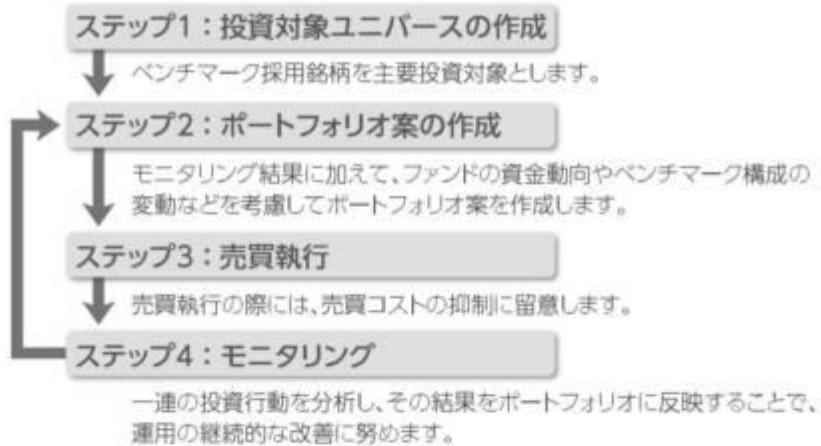 ステップ1：投資対象ユニバースの作成
ベンチマーク採用銘柄を主要投資対象とします。
ステップ2：ポートフォリオ案の作成
モニタリング結果に加えて、ファンドの資金動向やベンチマーク構成の
変動などを考慮してポートフォリオ案を作成します。
ステップ3：売買執行
売買執行の際には、売買コストの抑制に留意します。
ステップ4：モニタリング
一連の投資行動を分析し、その結果をポートフォリオに反映することで、
運用の継続的な改善に努めます。